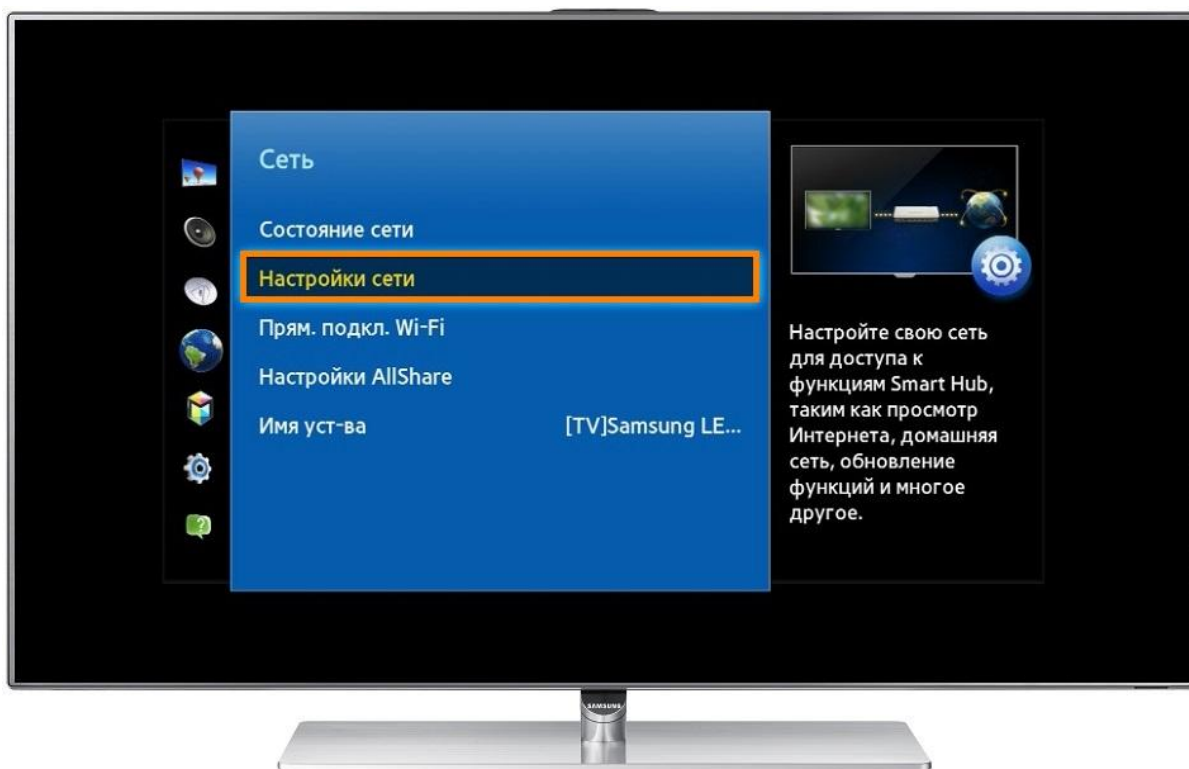 Сеть
Состояние сети
Настройки сети
Прям. подкл. Wi-Fi
Настройки AllShare
Имя уст-ва [TV]Samsung LE...
Настройте свою сеть
для доступа к
функциям Smart Hub,
таким как просмотр
Интернета, домашняя
сеть, обновление
функций и многое
другое.
SAMSUNG